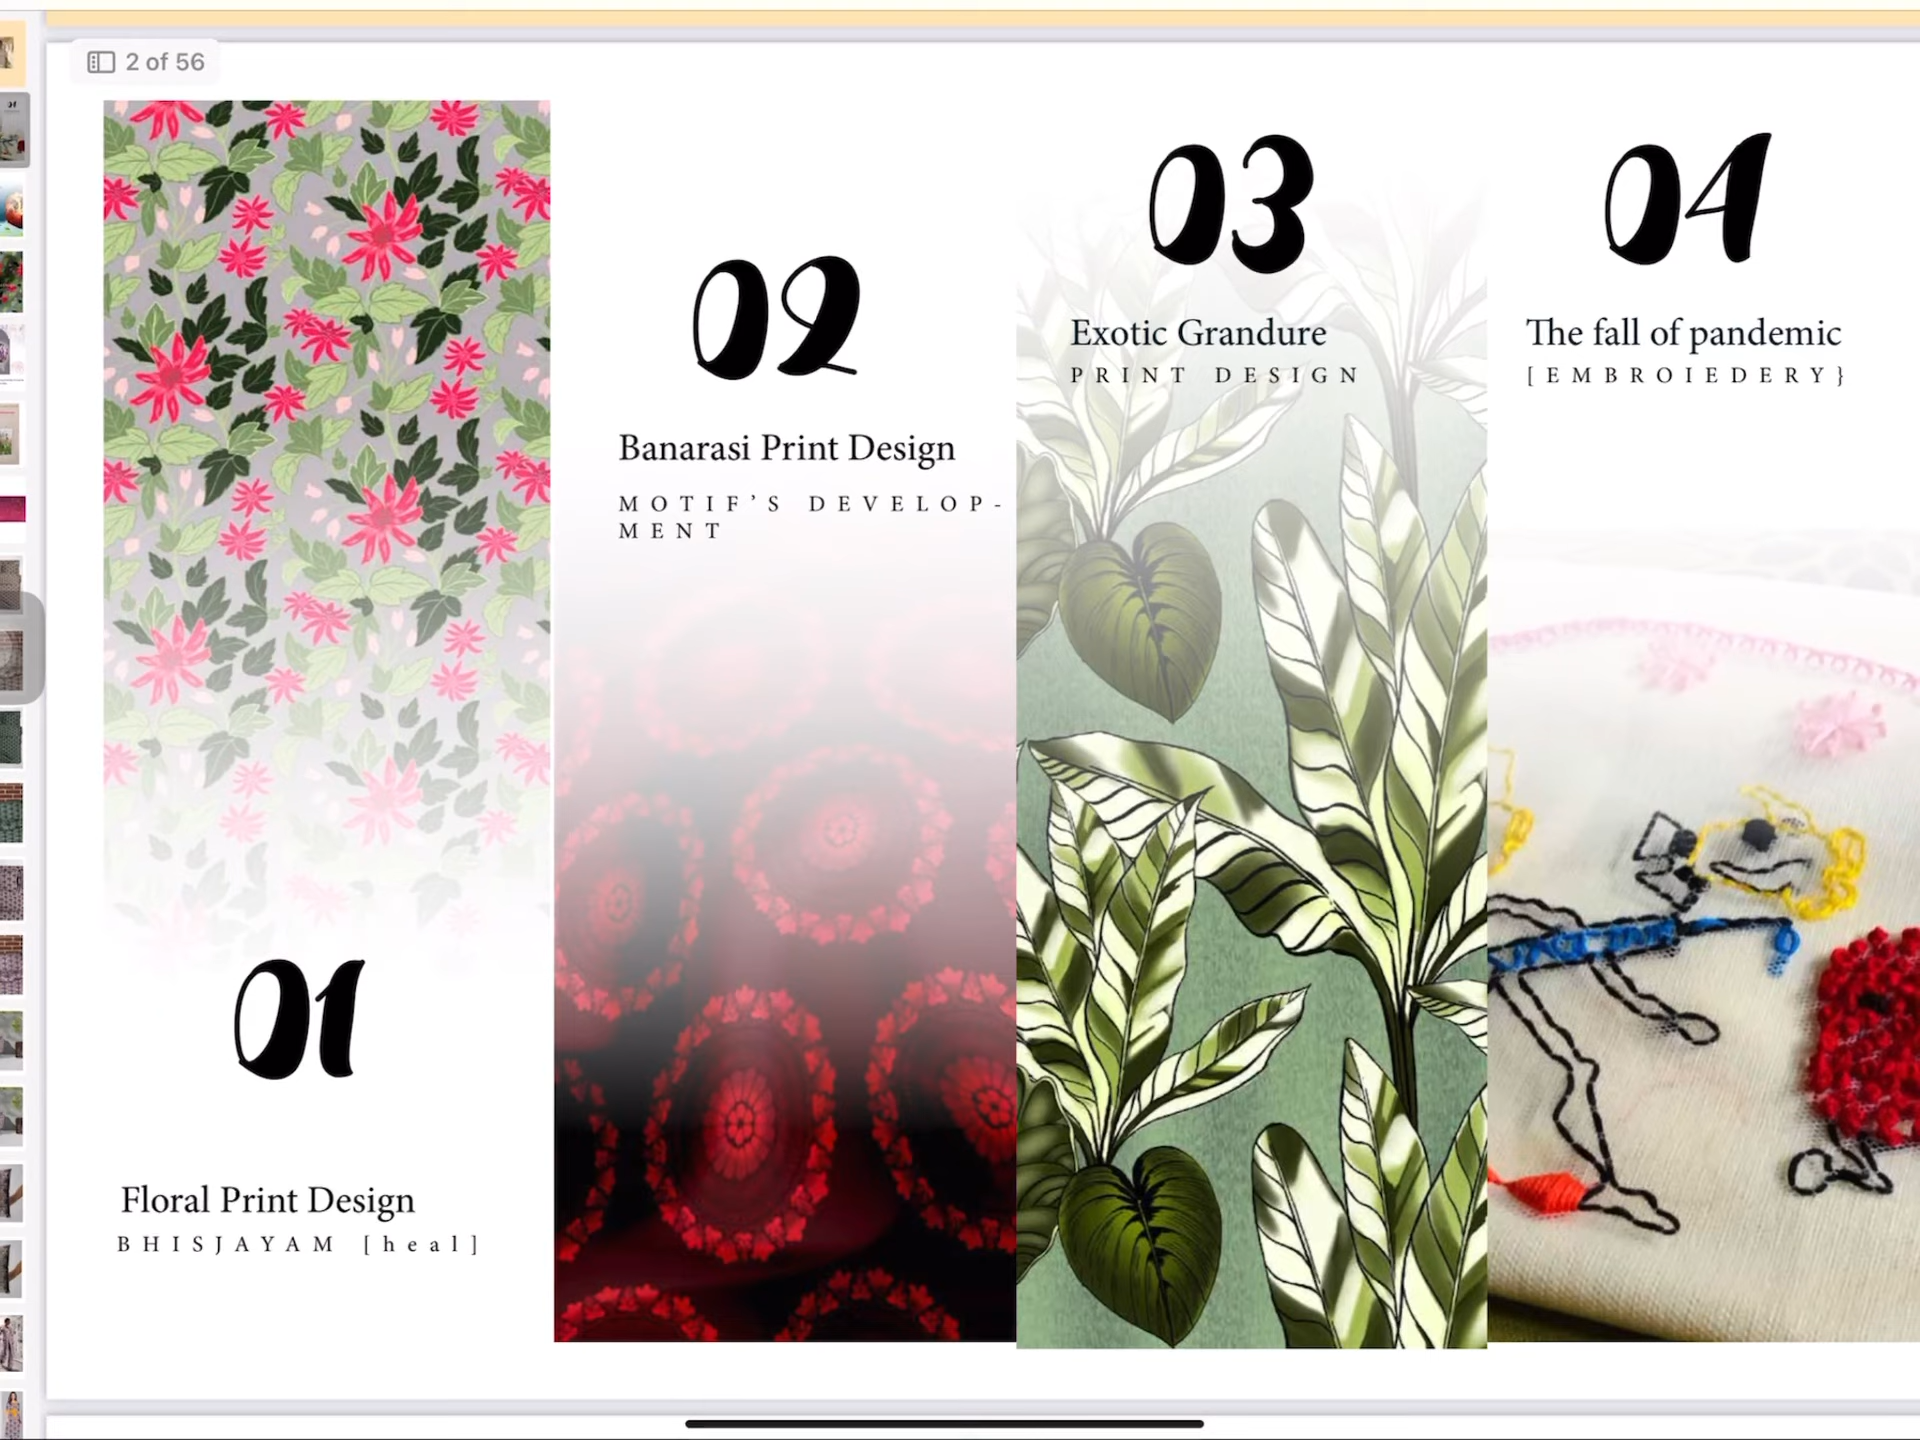 2 of 56
01
Floral Print Design
BHISJAYAM [heal]
02
Banarasi Print Design
MOTIF’S DEVELOP-
MENT
03
Exotic Grandure
PRINT DESIGN
04
The fall of pandemic
[EMBROIEDERY}